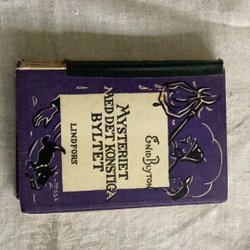 ENID BLYTON
MYSTERIET
MED DET KONSTIGA
BYLTET
LINDFORS